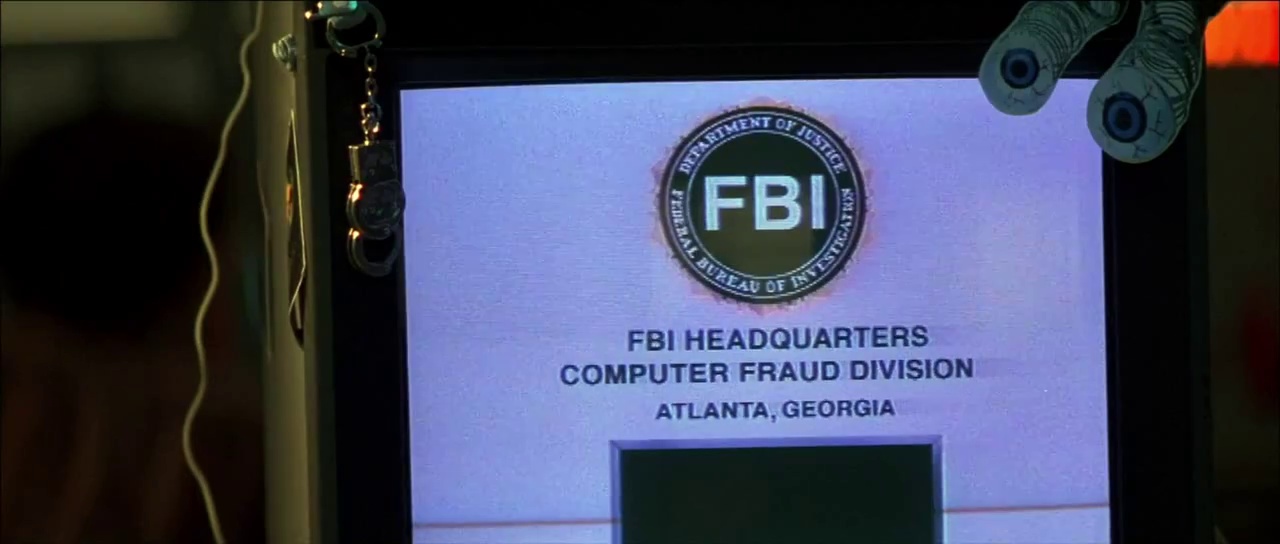 DEPARTMENT OF JUSTICE
FBI
FEDERAL BUREAU OF INVESTIGATION
FBI HEADQUARTERS
COMPUTER FRAUD DIVISION
ATLANTA, GEORGIA